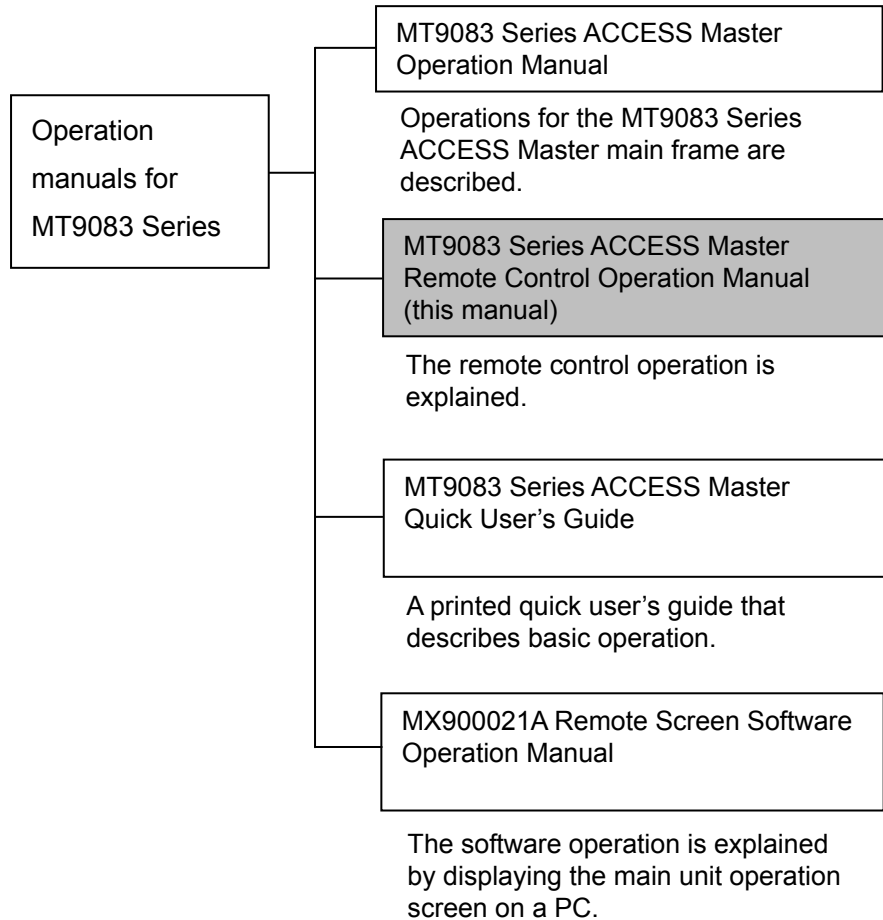 Operation
manuals for
MT9083 Series
MT9083 Series ACCESS Master
Operation Manual
Operations for the MT9083 Series
ACCESS Master main frame are
described.
MT9083 Series ACCESS Master
Remote Control Operation Manual
(this manual)
The remote control operation is
explained.
MT9083 Series ACCESS Master
Quick User’s Guide
A printed quick user’s guide that
describes basic operation.
MX900021A Remote Screen Software
Operation Manual
The software operation is explained
by displaying the main unit operation
screen on a PC.